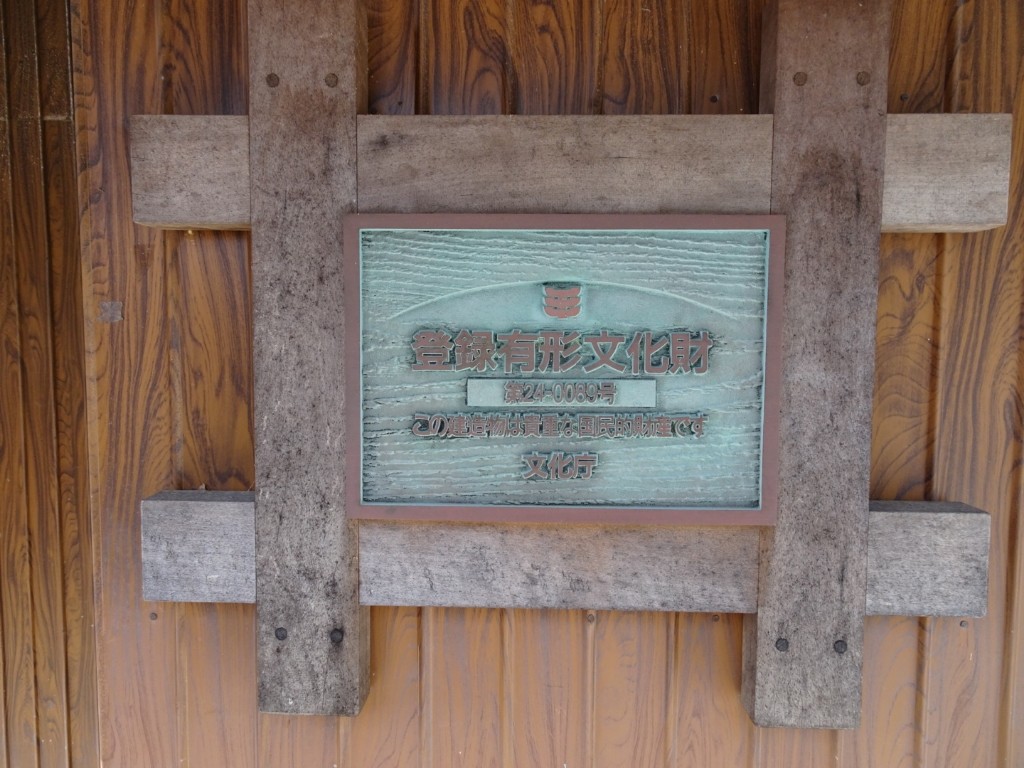 登録有形文化財
第24-0089号
この建造物は貴重な国民的財産です
文化庁